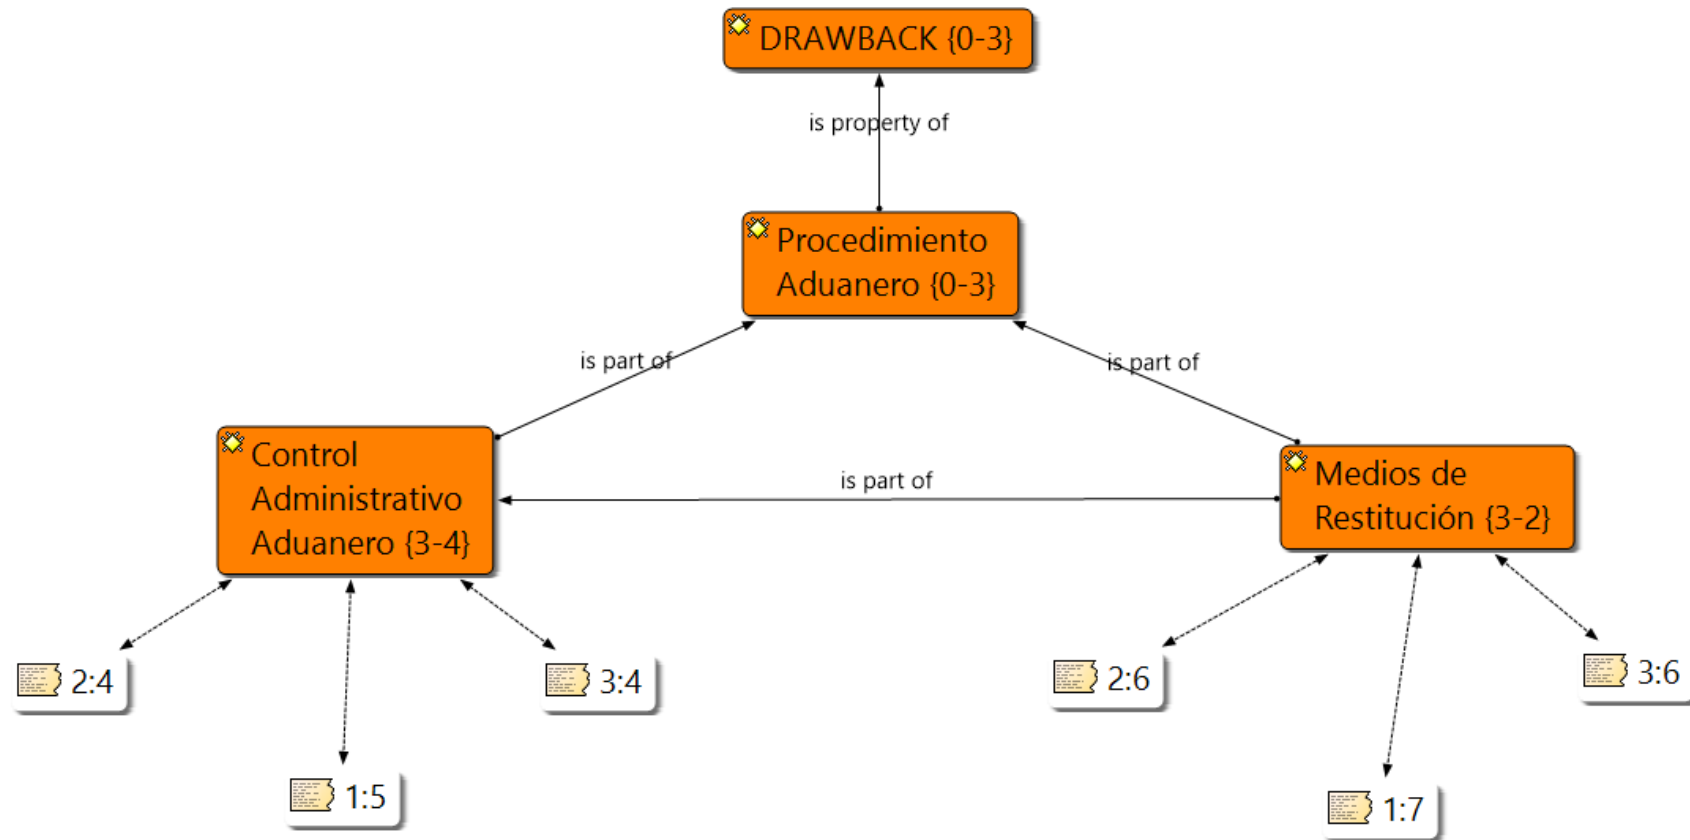 DRAWBACK {0-3}
is property of
Procedimiento
Aduanero {0-3}
is part of
is part of
Control
Administrativo
Aduanero {3-4}
is part of
Medios de
Restitución {3-2}
2:4
3:4
2:6
3:6
1:5
1:7